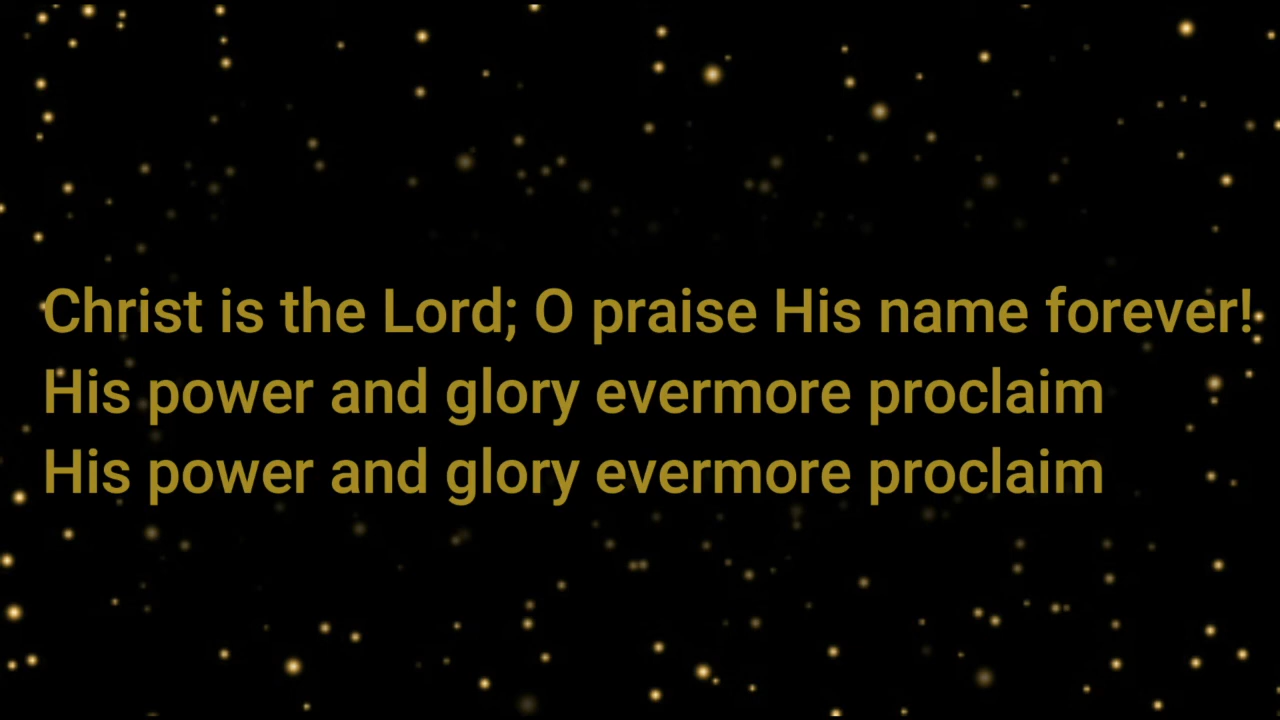 Christ is the Lord; O praise His name forever!
His power and glory evermore proclaim
His power and glory evermore proclaim